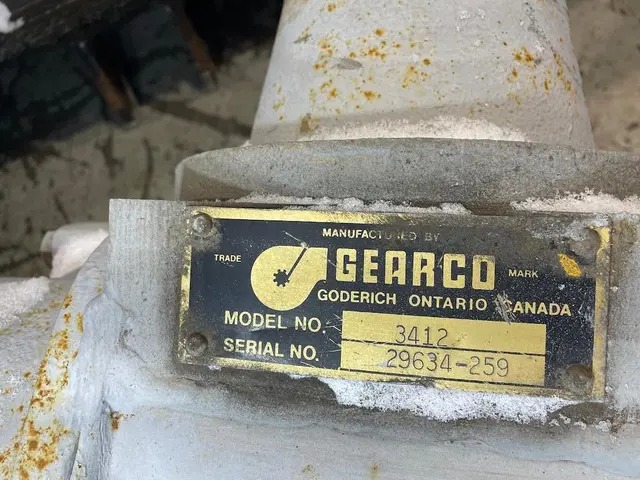 MANUFACTURED BY
TRADE GEARCO MARK
GODERICH ONTARIO CANADA
MODEL NO. 3412
SERIAL NO. 29634-259